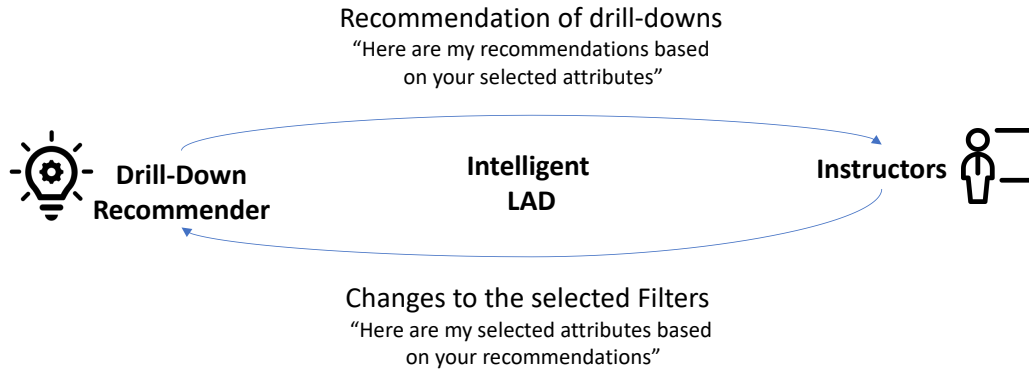 Recommendation of drill-downs
“Here are my recommendations based
on your selected attributes”
Drill-Down
Recommender
Intelligent
LAD
Instructors
Changes to the selected Filters
“Here are my selected attributes based
on your recommendations”